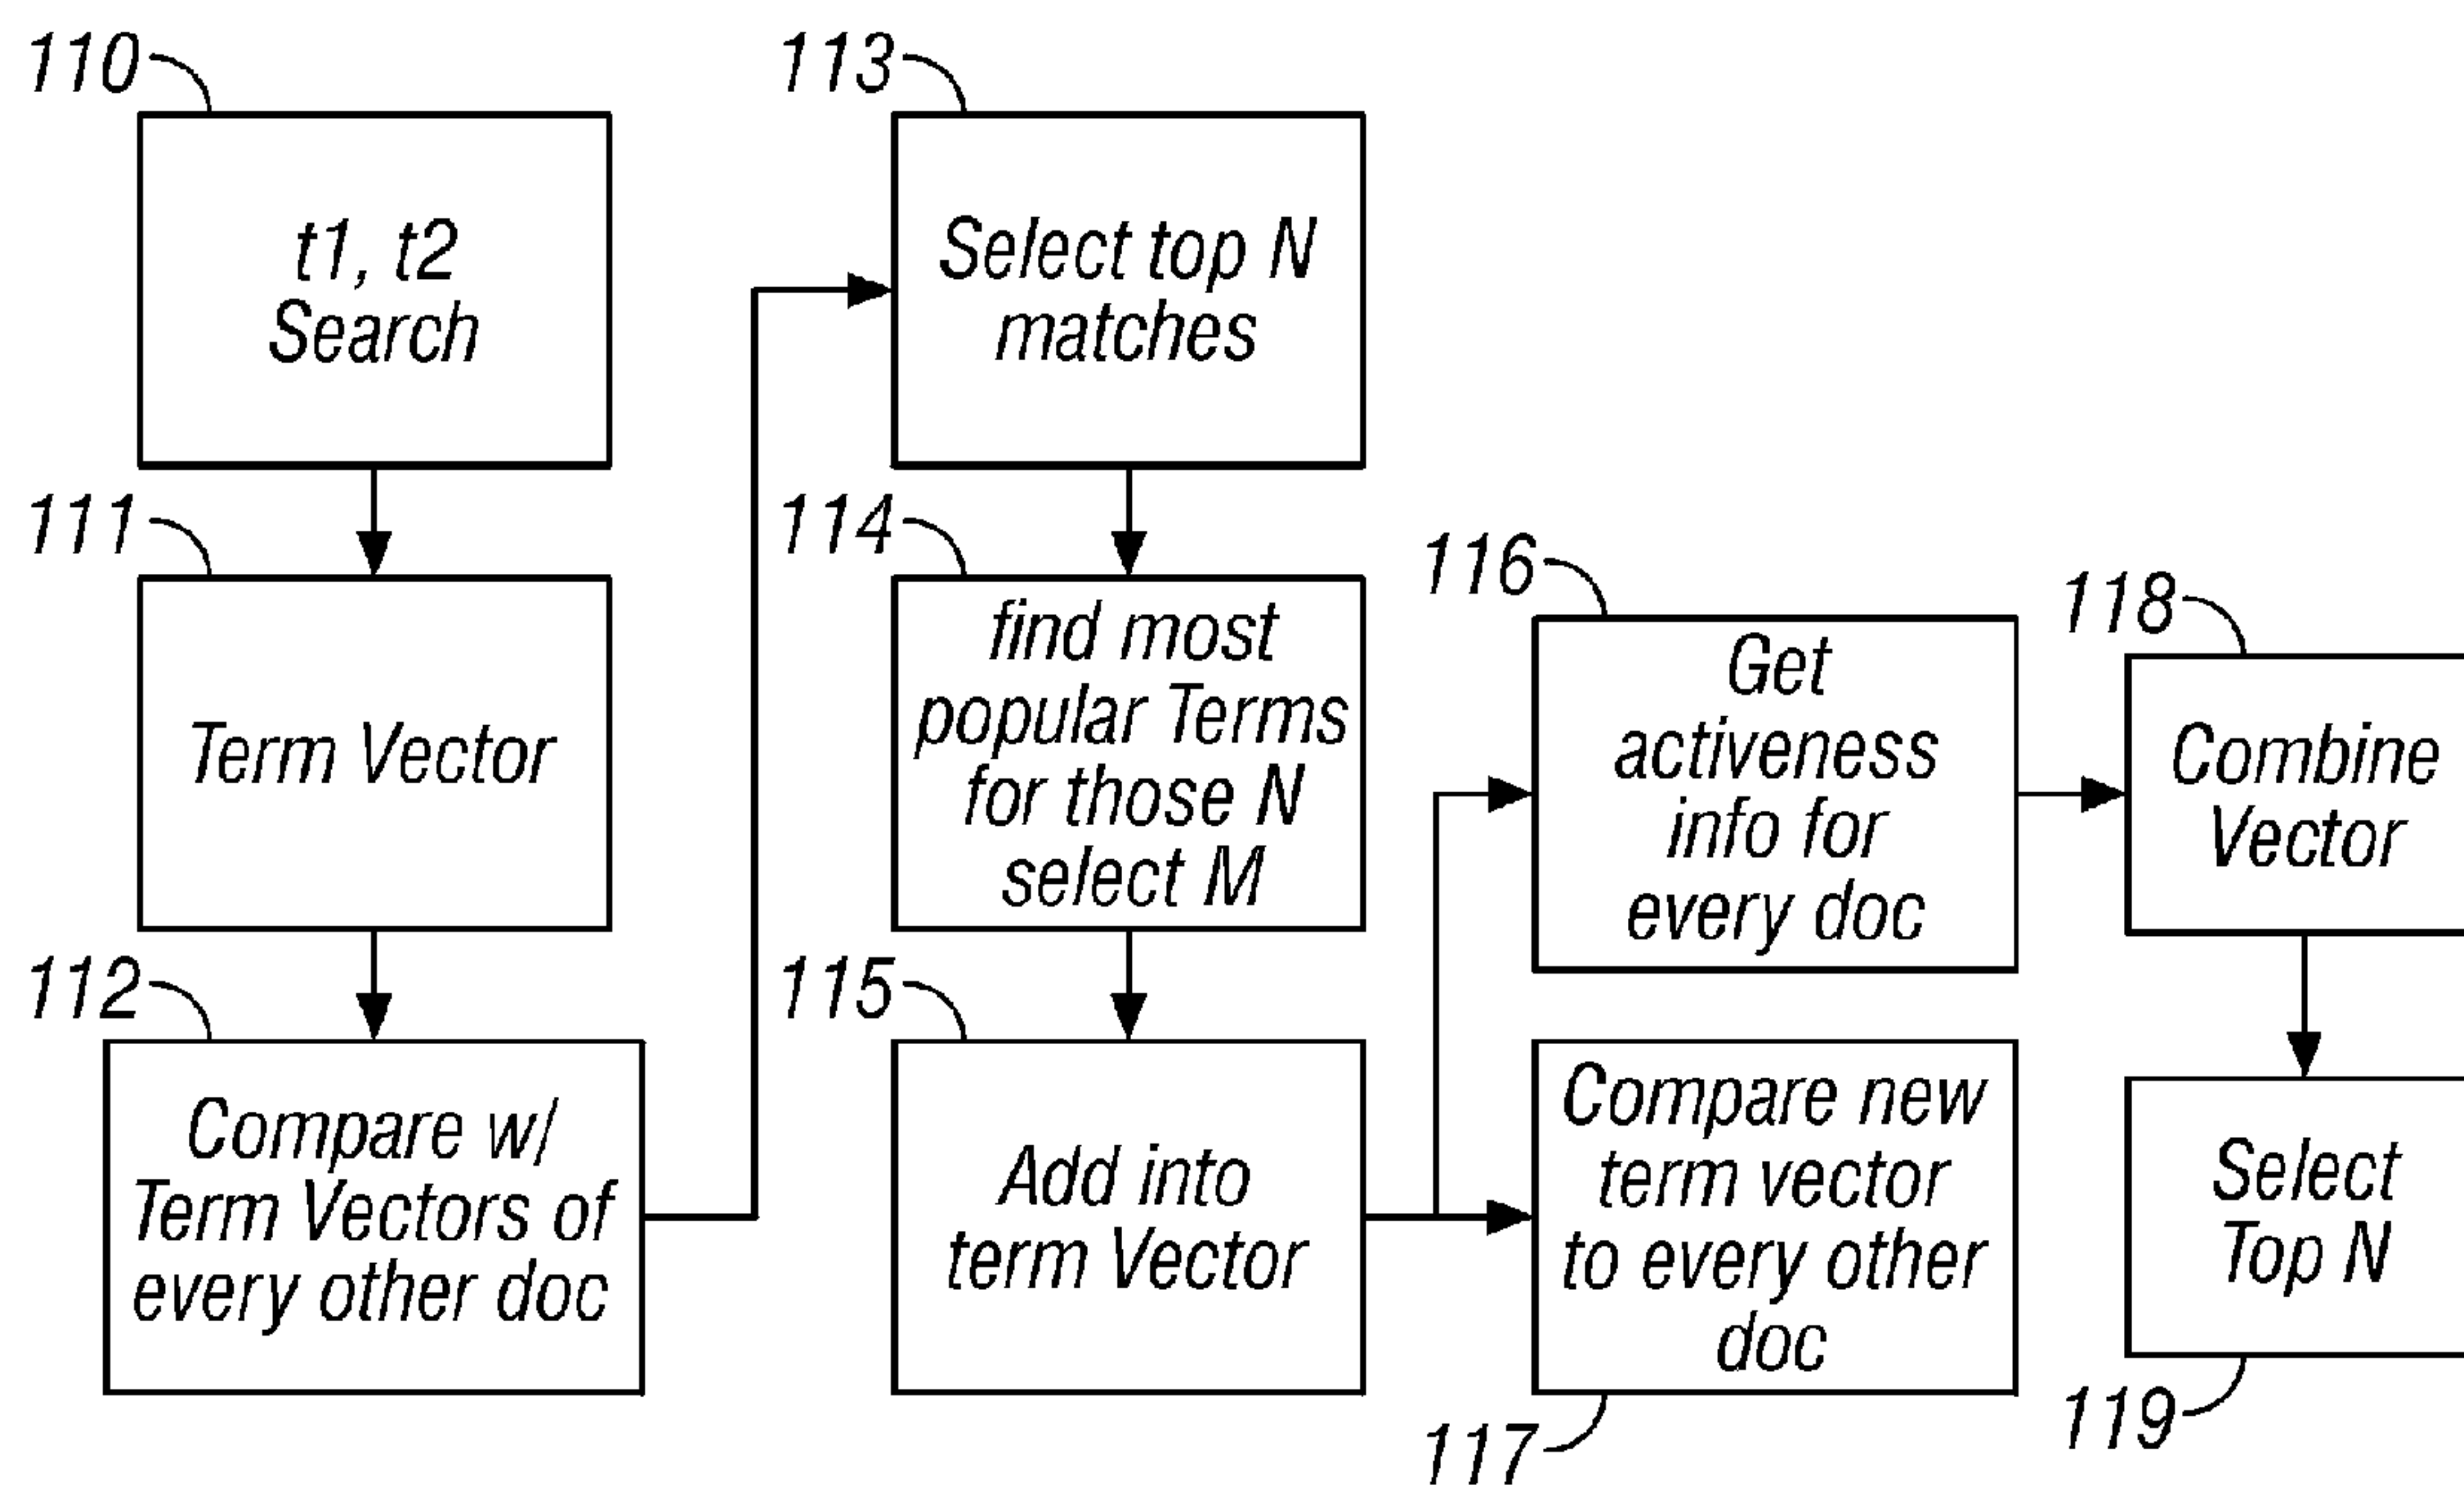 110
t1, t2
Search
111
Term Vector
112
Compare w/
Term Vectors of
every other doc
113
Select top N
matches
114
find most
popular Terms
for those N
select M
115
Add into
term Vector
116
Get
activeness
info for
every doc
117
Compare new
term vector
to every other
doc
118
Combine
Vector
119
Select
Top N